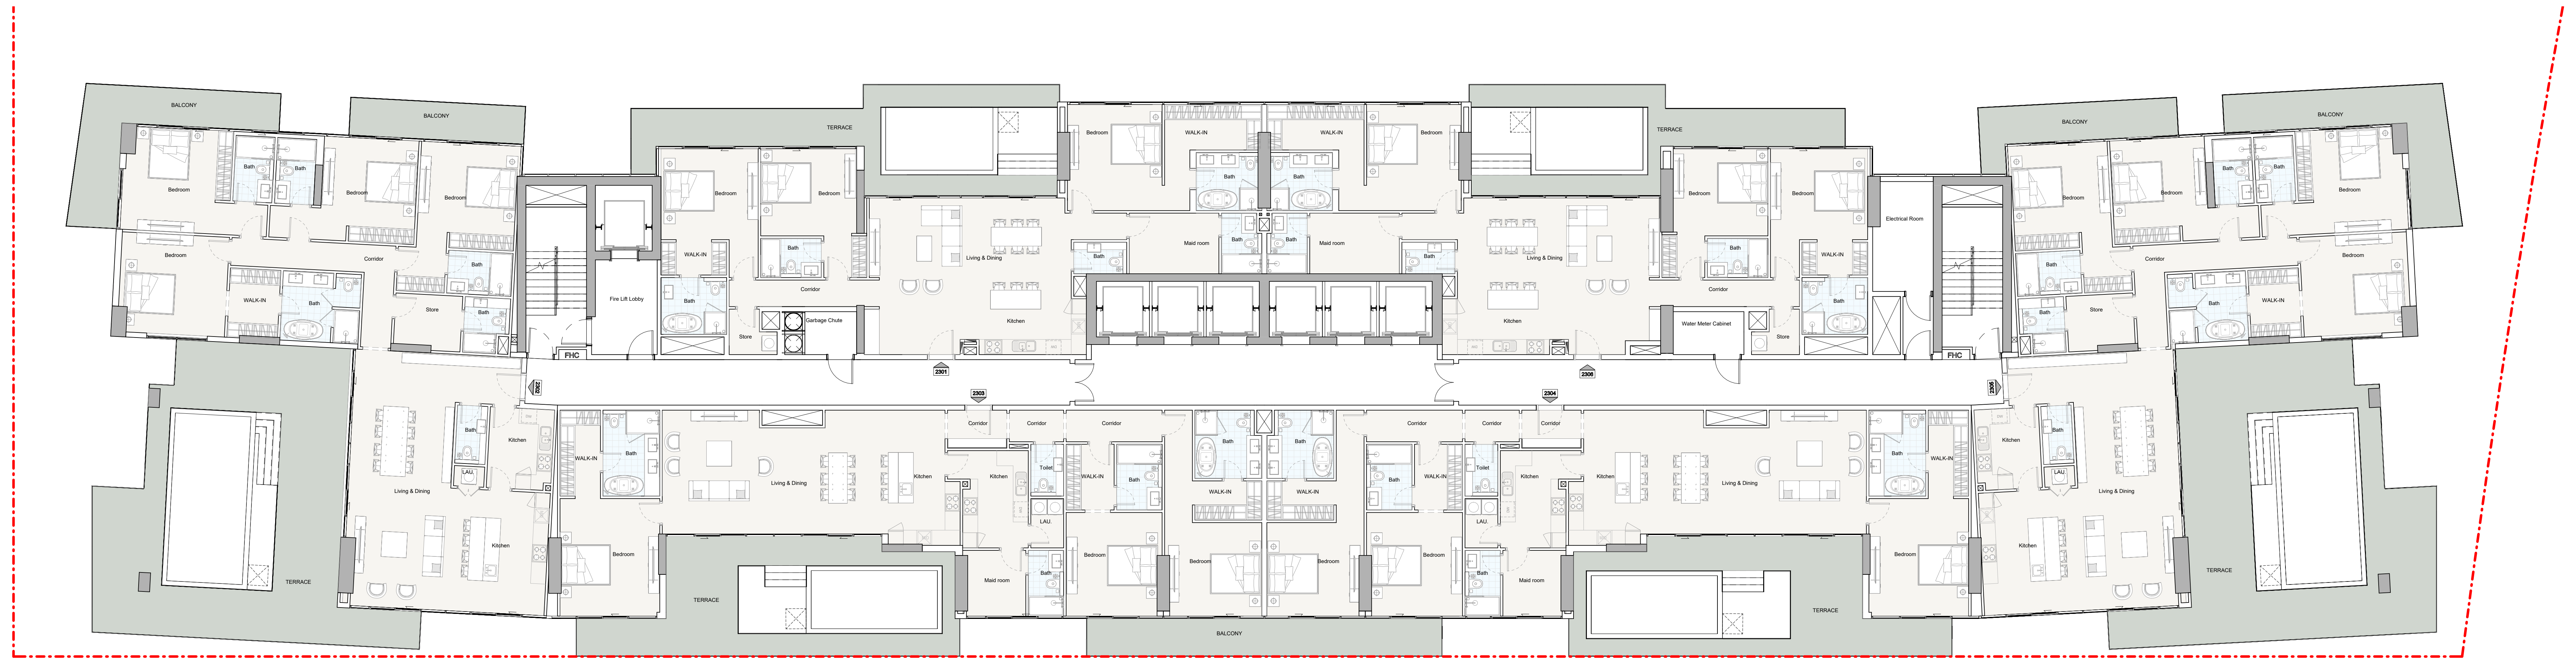 BALCONY
BALCONY
TERRACE
TERRACE
BALCONY
BALCONY
Bedroom
Bath
Bath
Bedroom
Bedroom
Bedroom
Bath
Bedroom
Bedroom
WALK-IN
Bath
WALK-IN
Bath
Bedroom
Bedroom
Bath
Bedroom
Bedroom
Bedroom
Bath
Bath
Bedroom
Electrical Room
Bedroom
Corridor
Bath
WALK-IN
Bath
Store
Bath
Fire Lift Lobby
WALK-IN
Bath
Corridor
Store
Garbage Chute
Living & Dining
Kitchen
Bath
Maid room
Bath
Bath
Maid room
Bath
Living & Dining
Kitchen
Corridor
WALK-IN
Bath
Water Meter Cabinet
Store
Bath
Corridor
Store
Bath
Bath
WALK-IN
Bedroom
FHC
FHC
2301
2302
2303
2304
2306
2305
Living & Dining
Bath
LAU.
Kitchen
Kitchen
TERRACE
WALK-IN
Bath
Bedroom
Living & Dining
Kitchen
TERRACE
Corridor
Corridor
Corridor
Kitchen
Toilet
LAU.
Maid room
Bath
WALK-IN
Bath
Bedroom
Bath
WALK-IN
Bedroom
BALCONY
Bath
WALK-IN
Bedroom
Corridor
Corridor
Corridor
Bath
WALK-IN
Bedroom
Toilet
LAU.
Bath
Kitchen
Maid room
Kitchen
Living & Dining
TERRACE
Bath
WALK-IN
Bedroom
Kitchen
Bath
LAU
Living & Dining
Kitchen
TERRACE